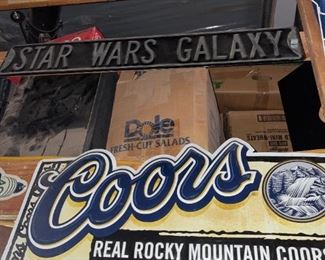 STAR WARS GALAXY
Dole
FRESH-CUT SALADS
Coors
REAL ROCKY MOUNTAIN COORS